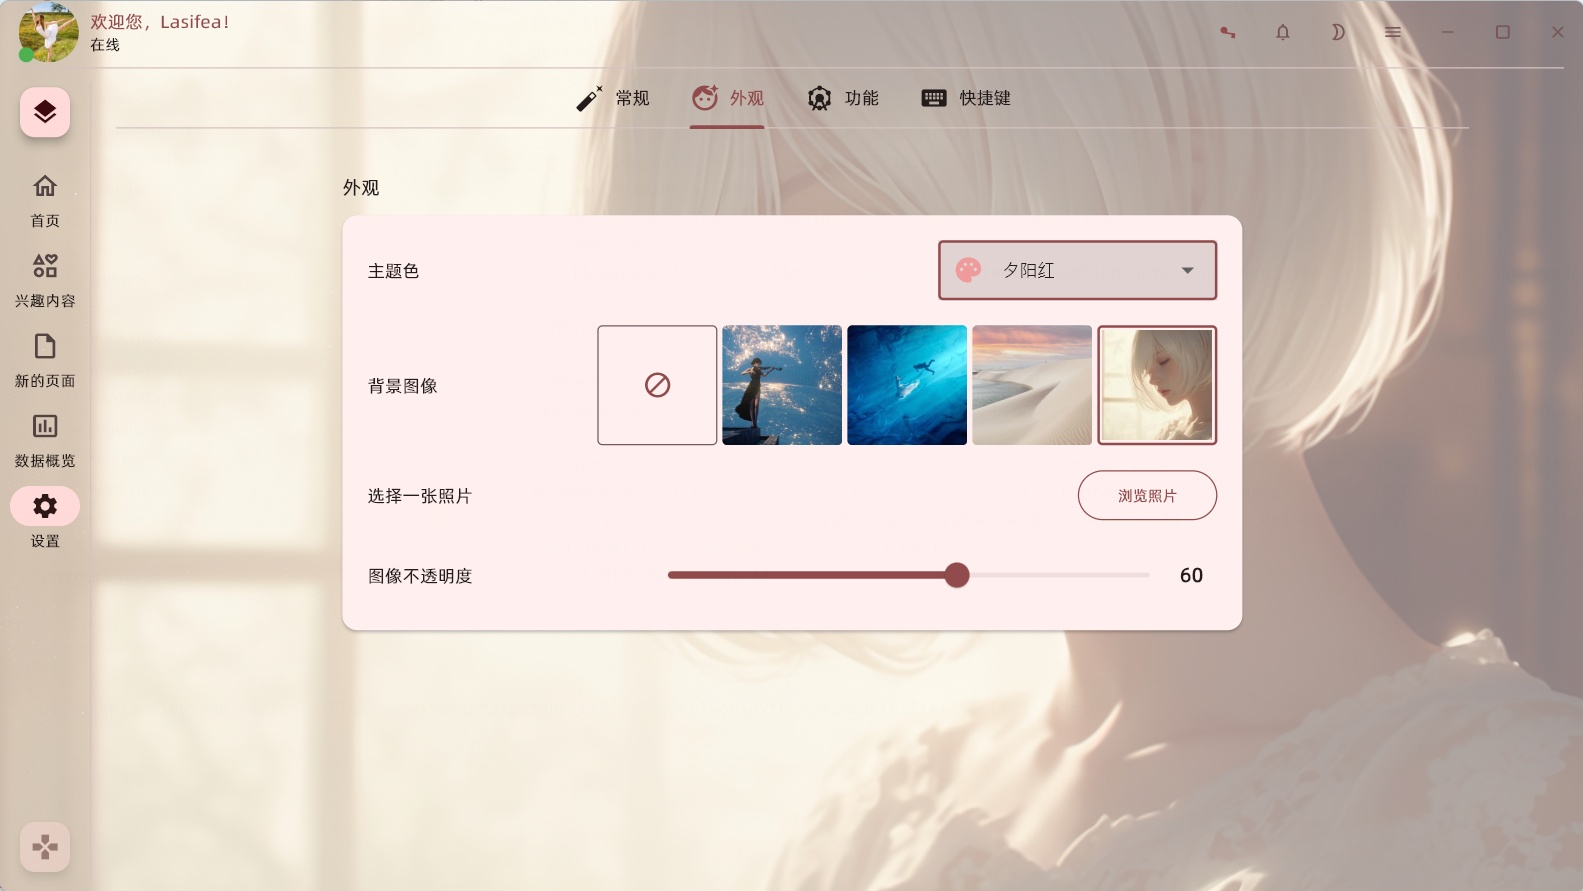 欢迎您，Lasifea!
在线
常规
外观
功能
快捷键
首页
兴趣内容
新的页面
数据概览
设置
外观
主题色
夕阳红
背景图像
选择一张照片
浏览照片
图像不透明度
60